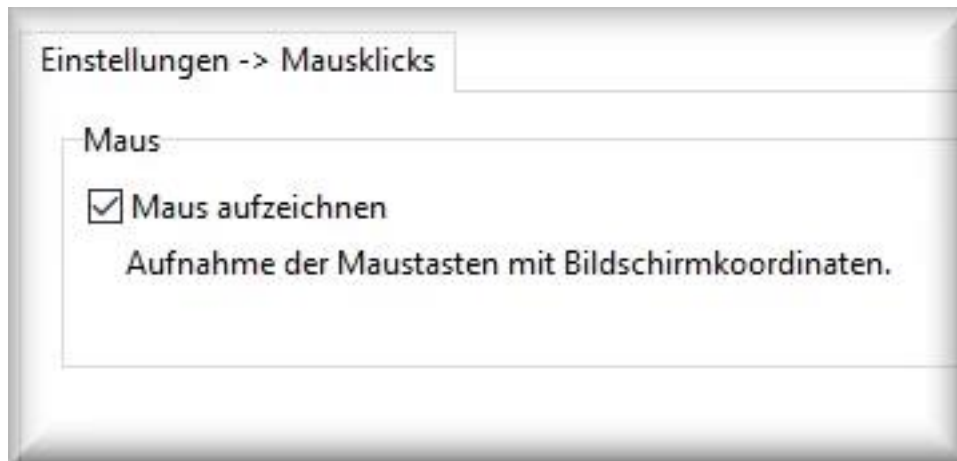 Einstellungen -> Mausklicks
Maus
Maus aufzeichnen
Aufnahme der Maustasten mit Bildschirmkoordinaten.